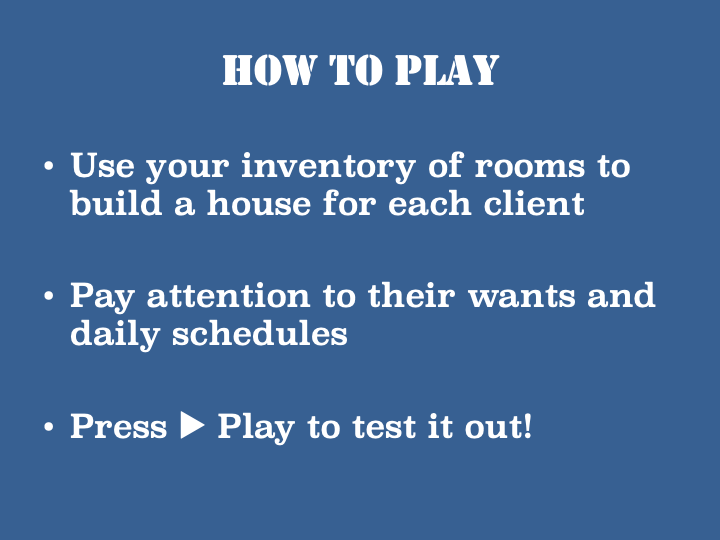 HOW TO PLAY
• Use your inventory of rooms to
build a house for each client
• Pay attention to their wants and
daily schedules
• Press ▶ Play to test it out!